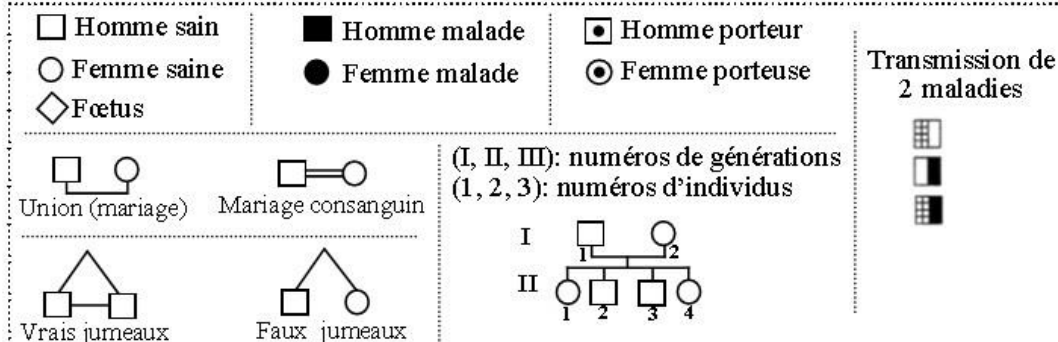 Homme sain
Femme saine
Fœtus
Homme malade
Femme malade
Homme porteur
Femme porteuse
Transmission de
2 maladies
Union (mariage)
Mariage consanguin
Vrais jumeaux
Faux jumeaux
(I, II, III): numéros de générations
(1, 2, 3): numéros d'individus
I
1 2
II
1 2 3 4